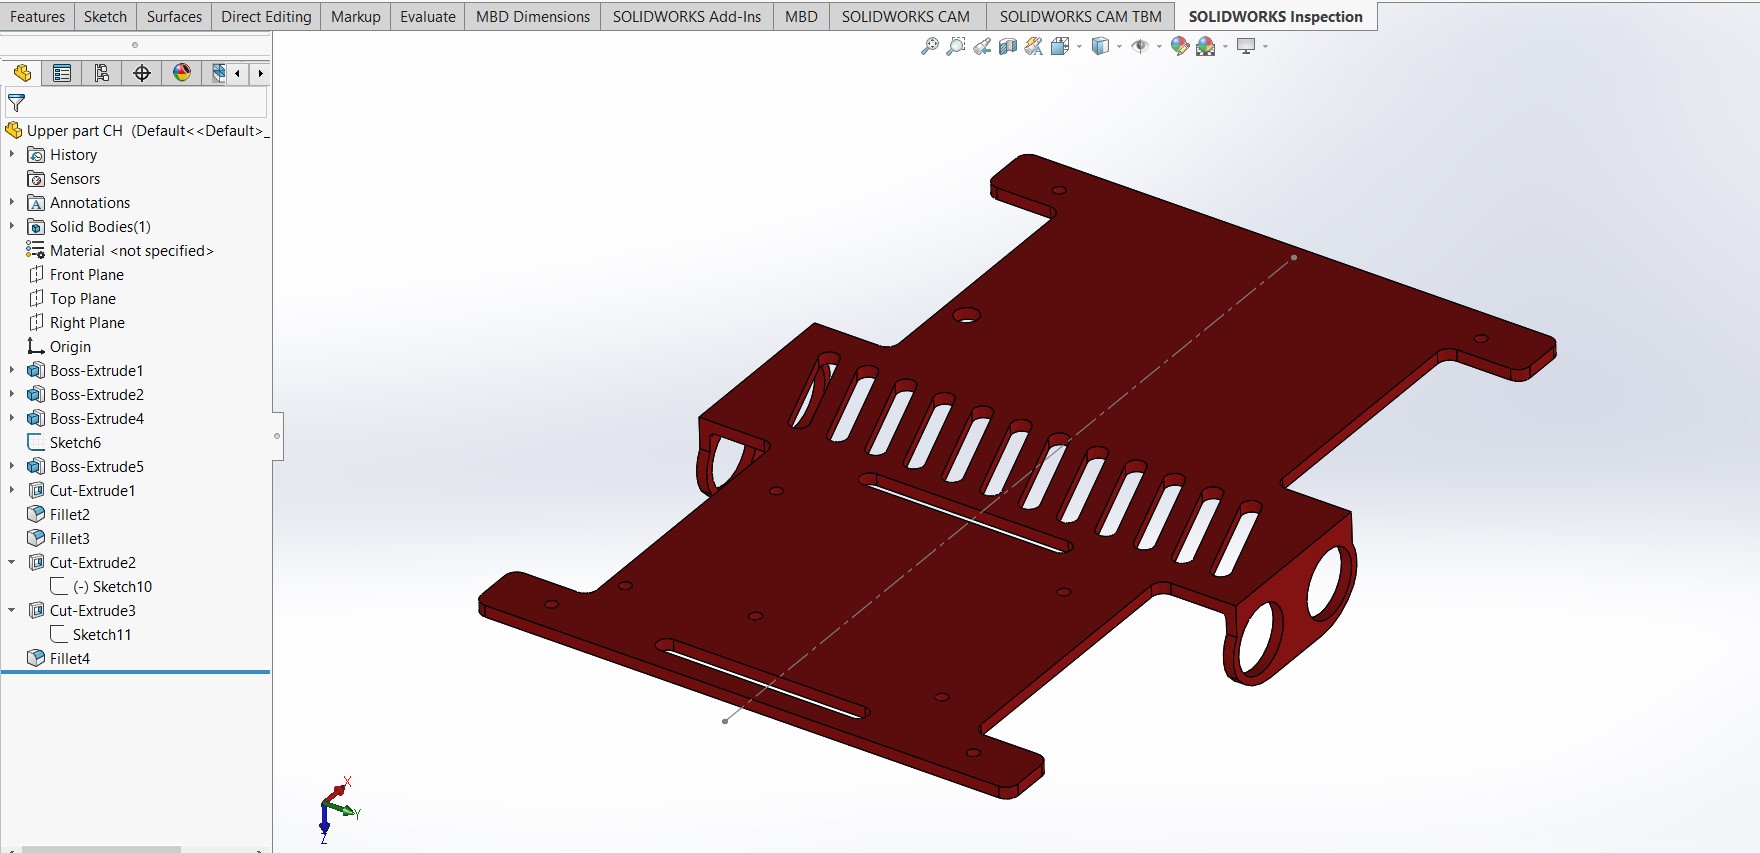 Features Sketch Surfaces Direct Editing Markup Evaluate MBD Dimensions SOLIDWORKS Add-Ins MBD SOLIDWORKS CAM SOLIDWORKS CAM TBM SOLIDWORKS Inspection
Upper part CH (Default<<Default>_
History
Sensors
Annotations
Solid Bodies(1)
Material <not specified>
Front Plane
Top Plane
Right Plane
Origin
Boss-Extrude1
Boss-Extrude2
Boss-Extrude4
Sketch6
Boss-Extrude5
Cut-Extrude1
Fillet2
Fillet3
Cut-Extrude2
(-) Sketch10
Cut-Extrude3
Sketch11
Fillet4
X
Y
Z